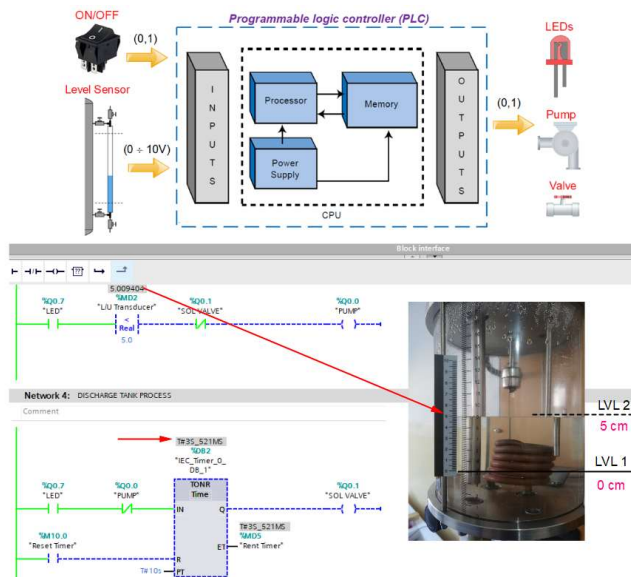 Programmable logic controller (PLC)
ON/OFF
(0,1)
Level Sensor
(0 ÷ 10V)
INPUTS
Processor
Memory
Power
Supply
CPU
OUTPUTS
(0,1)
LEDs
Pump
Valve
Block interface
5.009404
%Q0.7
"LED"
%MD2
"L/U Transducer"
<
Real
5.0
%Q0.1
"SOL VALVE"
%Q0.0
"PUMP"
Network 4: DISCHARGE TANK PROCESS
Comment
T#3S_521MS
%DB2
"IEC_Timer_0_
DB_1"
TONR
Time
%Q0.7
"LED"
%Q0.0
"PUMP"
IN
Q
%Q0.1
"SOL VALVE"
T#3S_521MS
%MD5
ET
"Rent Timer"
%M10.0
"Reset Timer"
R
T#10s
PT
LVL 2
5 cm
LVL 1
0 cm